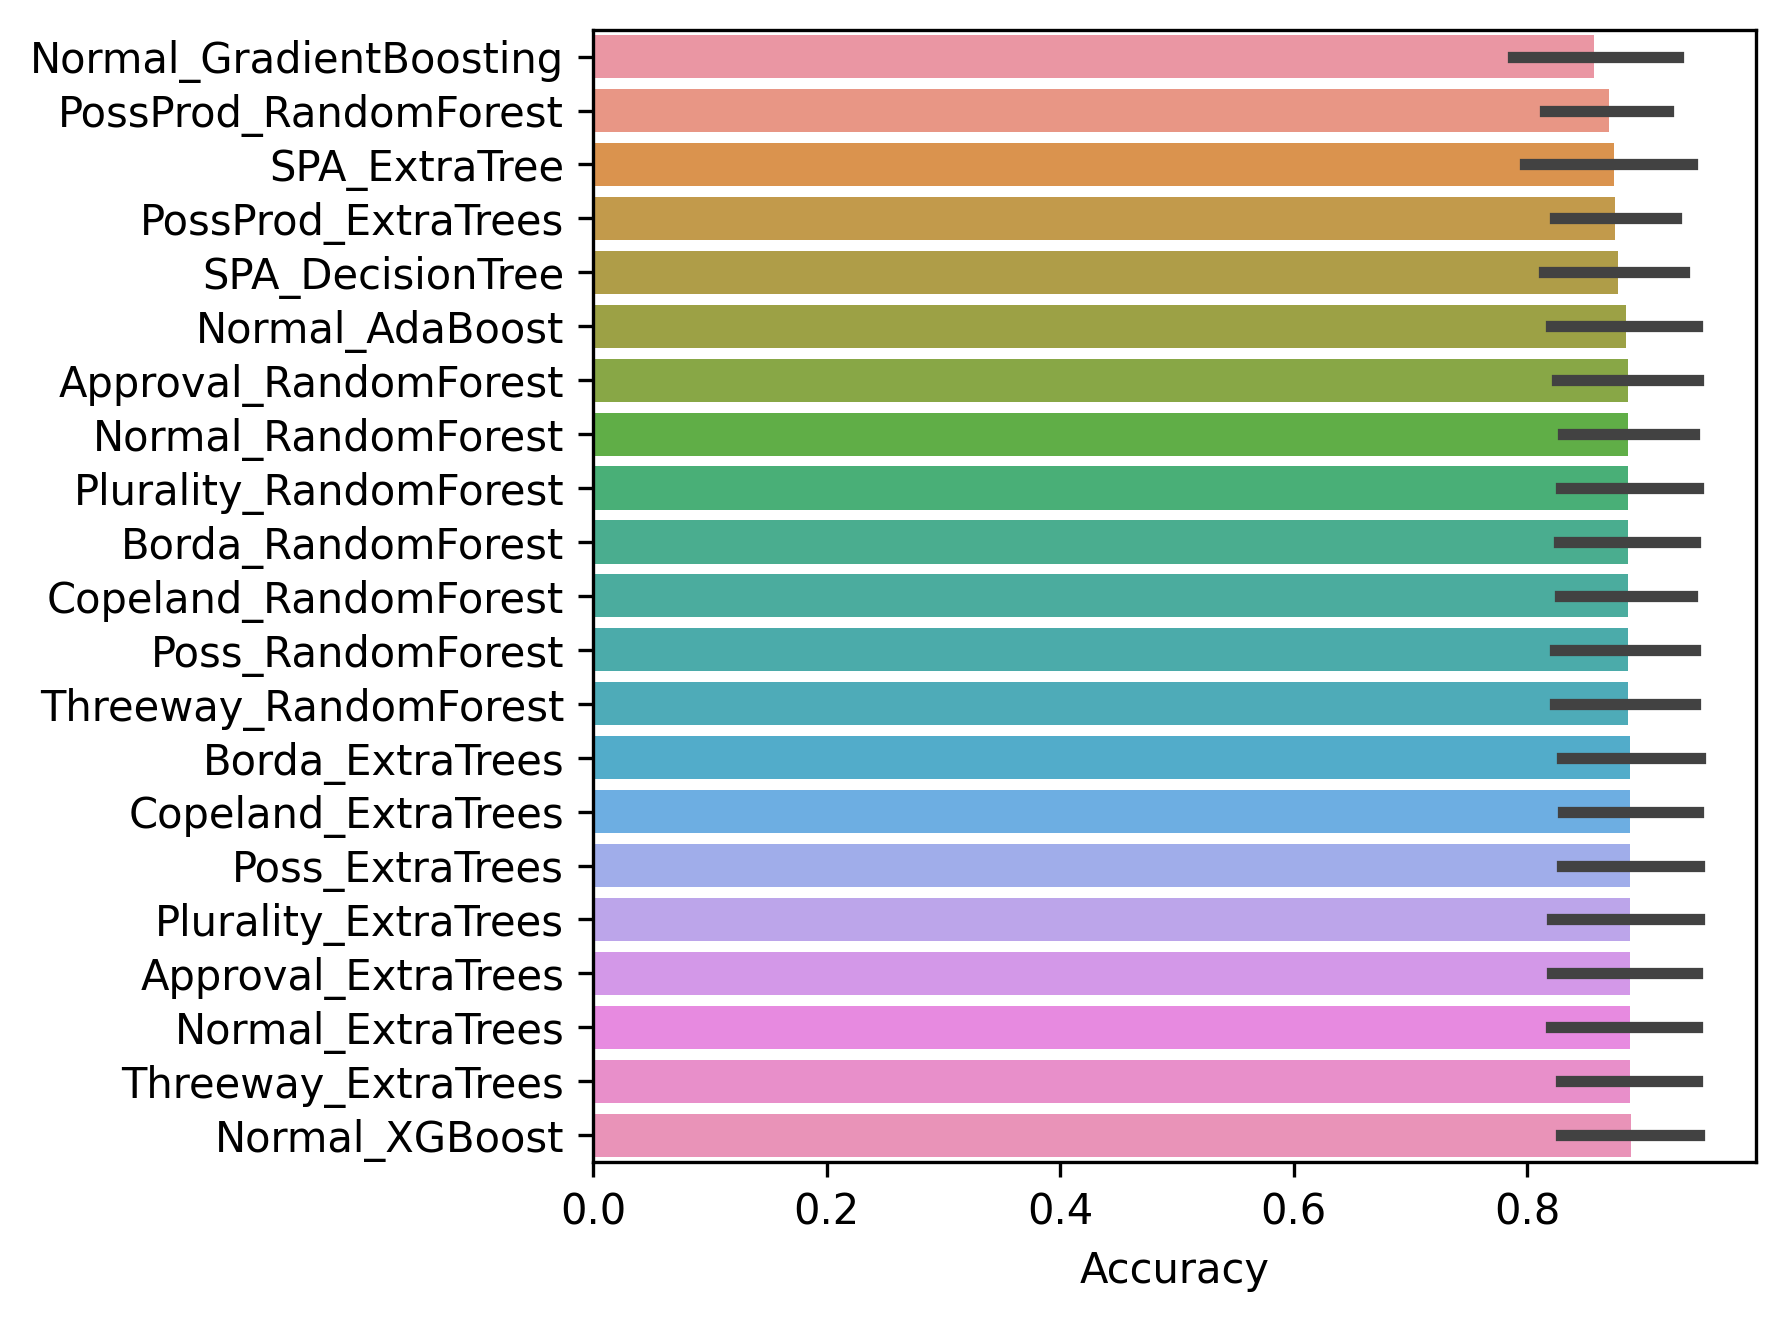 Normal_GradientBoosting
PossProd_RandomForest
SPA_ExtraTree
PossProd_ExtraTrees
SPA_DecisionTree
Normal_AdaBoost
Approval_RandomForest
Normal_RandomForest
Plurality_RandomForest
Borda_RandomForest
Copeland_RandomForest
Poss_RandomForest
Threeway_RandomForest
Borda_ExtraTrees
Copeland_ExtraTrees
Poss_ExtraTrees
Plurality_ExtraTrees
Approval_ExtraTrees
Normal_ExtraTrees
Threeway_ExtraTrees
Normal_XGBoost
0.0 0.2 0.4 0.6 0.8
Accuracy